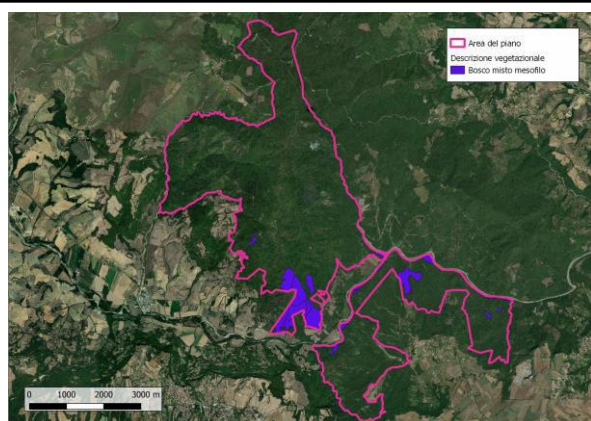 Area del piano
Descrizione vegetazionale
Bosco misto mesofilo
0 1000 2000 3000 m